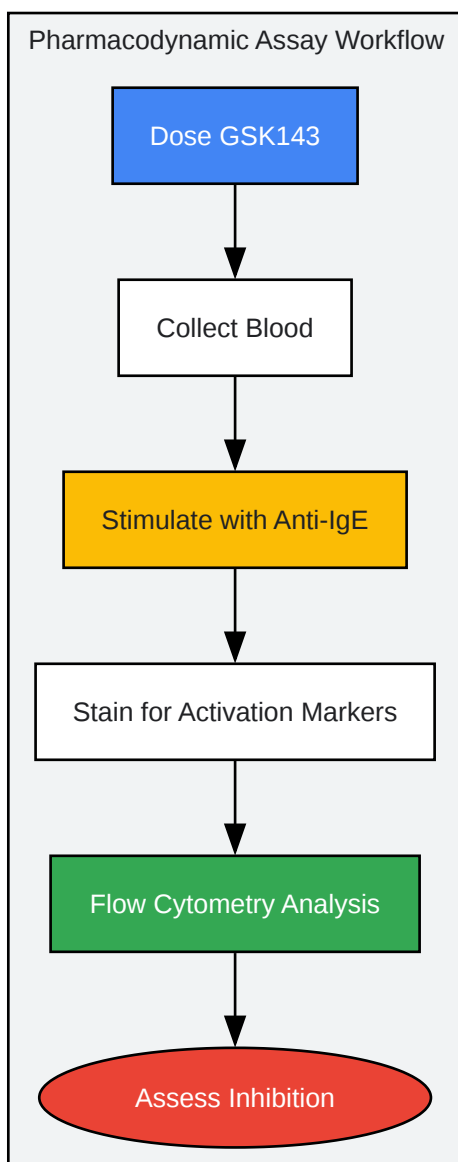 Pharmacodynamic Assay Workflow
Dose GSK143
Collect Blood
Stimulate with Anti-IgE
Stain for Activation Markers
Flow Cytometry Analysis
Assess Inhibition